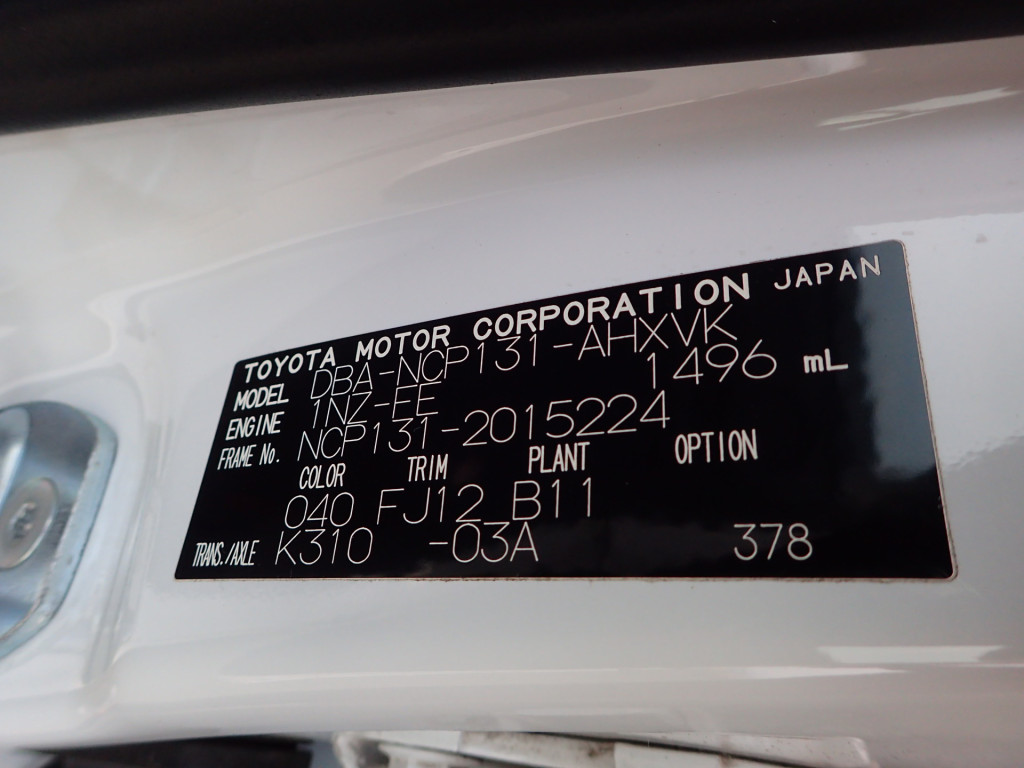 TOYOTA MOTOR CORPORATION JAPAN
MODEL DBA-NCP131-AHXVK
ENGINE 1NZ-FE 1496 mL
FRAME No. NCP131-2015224
COLOR TRIM PLANT OPTION
040 FJ12 B11
TRANS./AXLE K310 -03A 378